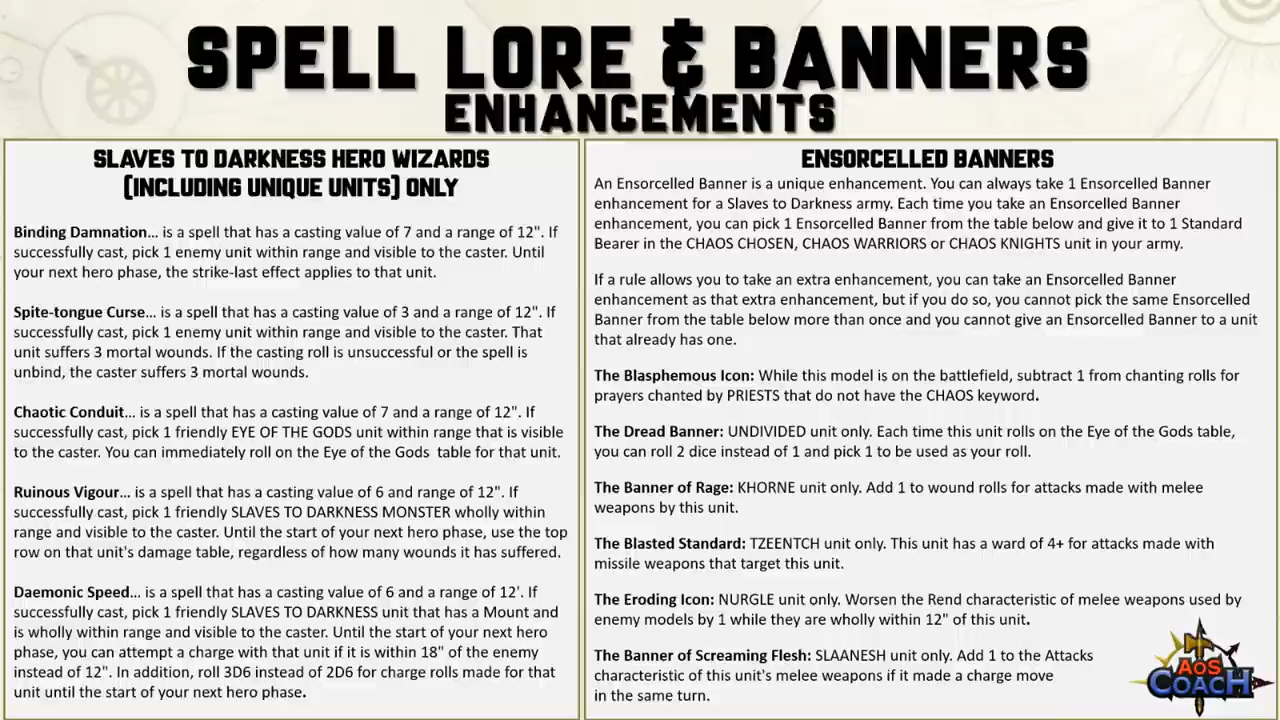 SPELL LORE & BANNERS
ENHANCEMENTS
SLAVES TO DARKNESS HERO WIZARDS
(INCLUDING UNIQUE UNITS) ONLY
Binding Damnation... is a spell that has a casting value of 7 and a range of 12". If
successfully cast, pick 1 enemy unit within range and visible to the caster. Until
your next hero phase, the strike-last effect applies to that unit.
Spite-tongue Curse... is a spell that has a casting value of 3 and a range of 12". If
successfully cast, pick 1 enemy unit within range and visible to the caster. That
unit suffers 3 mortal wounds. If the casting roll is unsuccessful or the spell is
unbind, the caster suffers 3 mortal wounds.
Chaotic Conduit... is a spell that has a casting value of 7 and a range of 12". If
successfully cast, pick 1 friendly EYE OF THE GODS unit within range that is visible
to the caster. You can immediately roll on the Eye of the Gods table for that unit.
Ruinous Vigour... is a spell that has a casting value of 6 and range of 12". If
successfully cast, pick 1 friendly SLAVES TO DARKNESS MONSTER wholly within
range and visible to the caster. Until the start of your next hero phase, use the top
row on that unit's damage table, regardless of how many wounds it has suffered.
Daemonic Speed... is a spell that has a casting value of 6 and a range of 12'. If
successfully cast, pick 1 friendly SLAVES TO DARKNESS unit that has a Mount and
is wholly within range and visible to the caster. Until the start of your next hero
phase, you can attempt a charge with that unit if it is within 18" of the enemy
instead of 12". In addition, roll 3D6 instead of 2D6 for charge rolls made for that
unit until the start of your next hero phase.
ENSORCELLED BANNERS
An Ensorcelled Banner is a unique enhancement. You can always take 1 Ensorcelled Banner
enhancement for a Slaves to Darkness army. Each time you take an Ensorcelled Banner
enhancement, you can pick 1 Ensorcelled Banner from the table below and give it to 1 Standard
Bearer in the CHAOS CHOSEN, CHAOS WARRIORS or CHAOS KNIGHTS unit in your army.
If a rule allows you to take an extra enhancement, you can take an Ensorcelled Banner
enhancement as that extra enhancement, but if you do so, you cannot pick the same Ensorcelled
Banner from the table below more than once and you cannot give an Ensorcelled Banner to a unit
that already has one.
The Blasphemous Icon: While this model is on the battlefield, subtract 1 from chanting rolls for
prayers chanted by PRIESTS that do not have the CHAOS keyword.
The Dread Banner: UNDIVIDED unit only. Each time this unit rolls on the Eye of the Gods table,
you can roll 2 dice instead of 1 and pick 1 to be used as your roll.
The Banner of Rage: KHORNE unit only. Add 1 to wound rolls for attacks made with melee
weapons by this unit.
The Blasted Standard: TZEENTCH unit only. This unit has a ward of 4+ for attacks made with
missile weapons that target this unit.
The Eroding Icon: NURGLE unit only. Worsen the Rend characteristic of melee weapons used by
enemy models by 1 while they are wholly within 12" of this unit.
The Banner of Screaming Flesh: SLAANESH unit only. Add 1 to the Attacks
characteristic of this unit's melee weapons if it made a charge move
in the same turn.
AoS
COACH